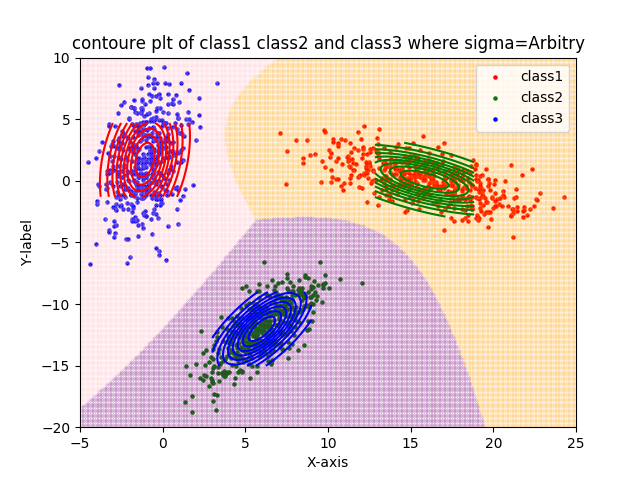 contoure plt of class1 class2 and class3 where sigma=Arbitry
class1
class2
class3
10
5
0
−5
−10
−15
−20
Y-label
−5
0
5
10
15
20
25
X-axis